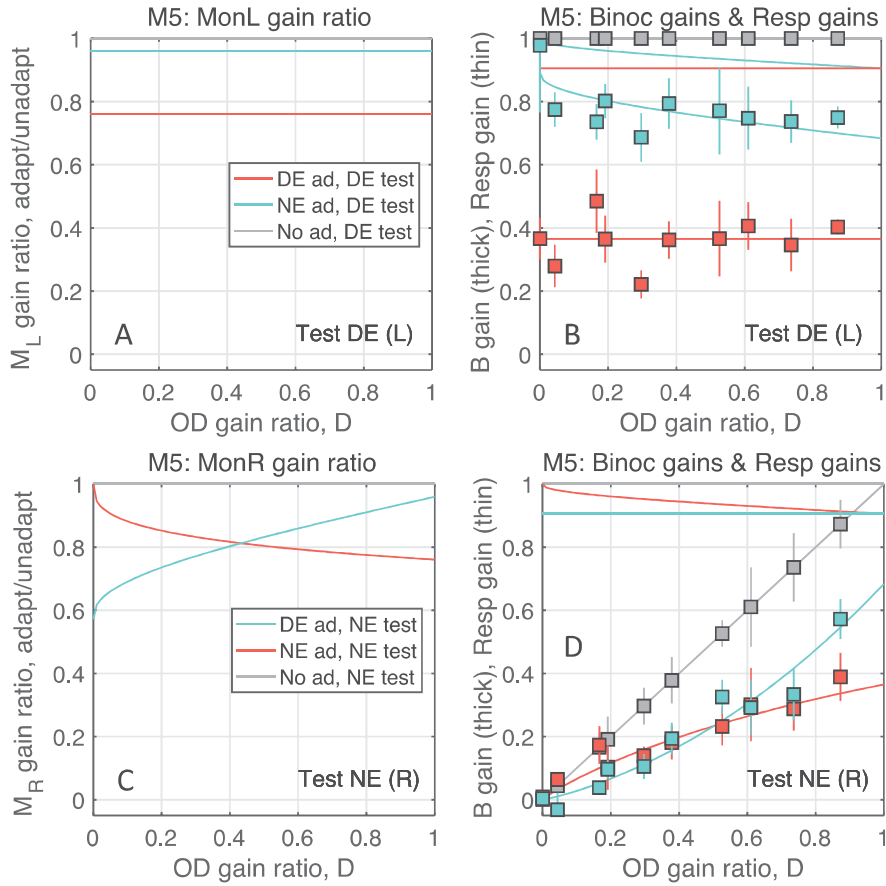 M5: MonL gain ratio
M_L gain ratio, adapt/unadapt
1
0.8
0.6
0.4
0.2
0
DE ad, DE test
NE ad, DE test
No ad, DE test
A
Test DE (L)
0
0.2
0.4
0.6
0.8
1
OD gain ratio, D
M5: Binoc gains & Resp gains
B gain (thick), Resp gain (thin)
1
0.8
0.6
0.4
0.2
0
B
Test DE (L)
0
0.2
0.4
0.6
0.8
1
OD gain ratio, D
M5: MonR gain ratio
M_R gain ratio, adapt/unadapt
1
0.8
0.6
0.4
0.2
0
DE ad, NE test
NE ad, NE test
No ad, NE test
C
Test NE (R)
0
0.2
0.4
0.6
0.8
1
OD gain ratio, D
M5: Binoc gains & Resp gains
B gain (thick), Resp gain (thin)
1
0.8
0.6
0.4
0.2
0
D
Test NE (R)
0
0.2
0.4
0.6
0.8
1
OD gain ratio, D